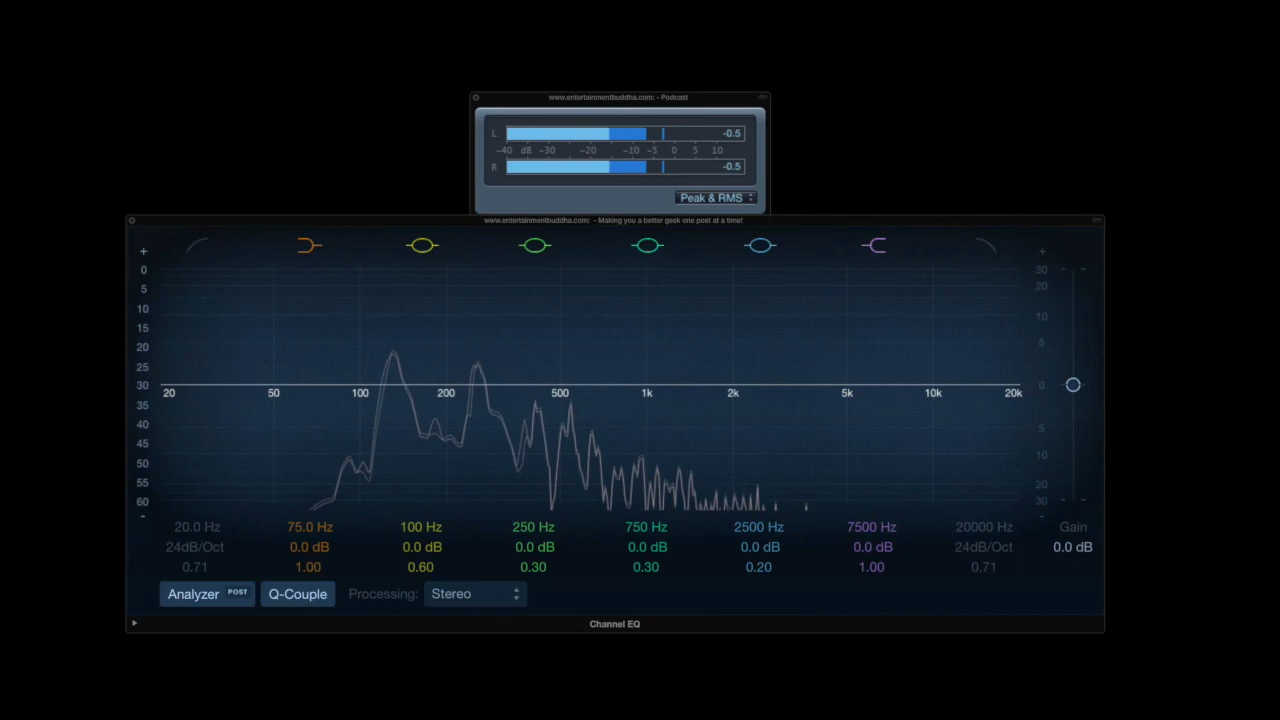 www.entertainmentbuddha.com: - Podcast
L -0.5
-40 dB -30 -20 -10 -5 0 5 10
R -0.5
Peak & RMS
www.entertainmentbuddha.com: - Making you a better geek one post at a time!
+ +
0 30
5 20
10 10
15
20 5
25
30 0
20 50 100 200 500 1k 2k 5k 10k 20k
35
40 5
45
50 10
55 20
60 30
- -
20.0 Hz 75.0 Hz 100 Hz 250 Hz 750 Hz 2500 Hz 7500 Hz 20000 Hz Gain
24dB/Oct 0.0 dB 0.0 dB 0.0 dB 0.0 dB 0.0 dB 0.0 dB 24dB/Oct 0.0 dB
0.71 1.00 0.60 0.30 0.30 0.20 1.00 0.71
Analyzer POST Q-Couple Processing: Stereo
Channel EQ